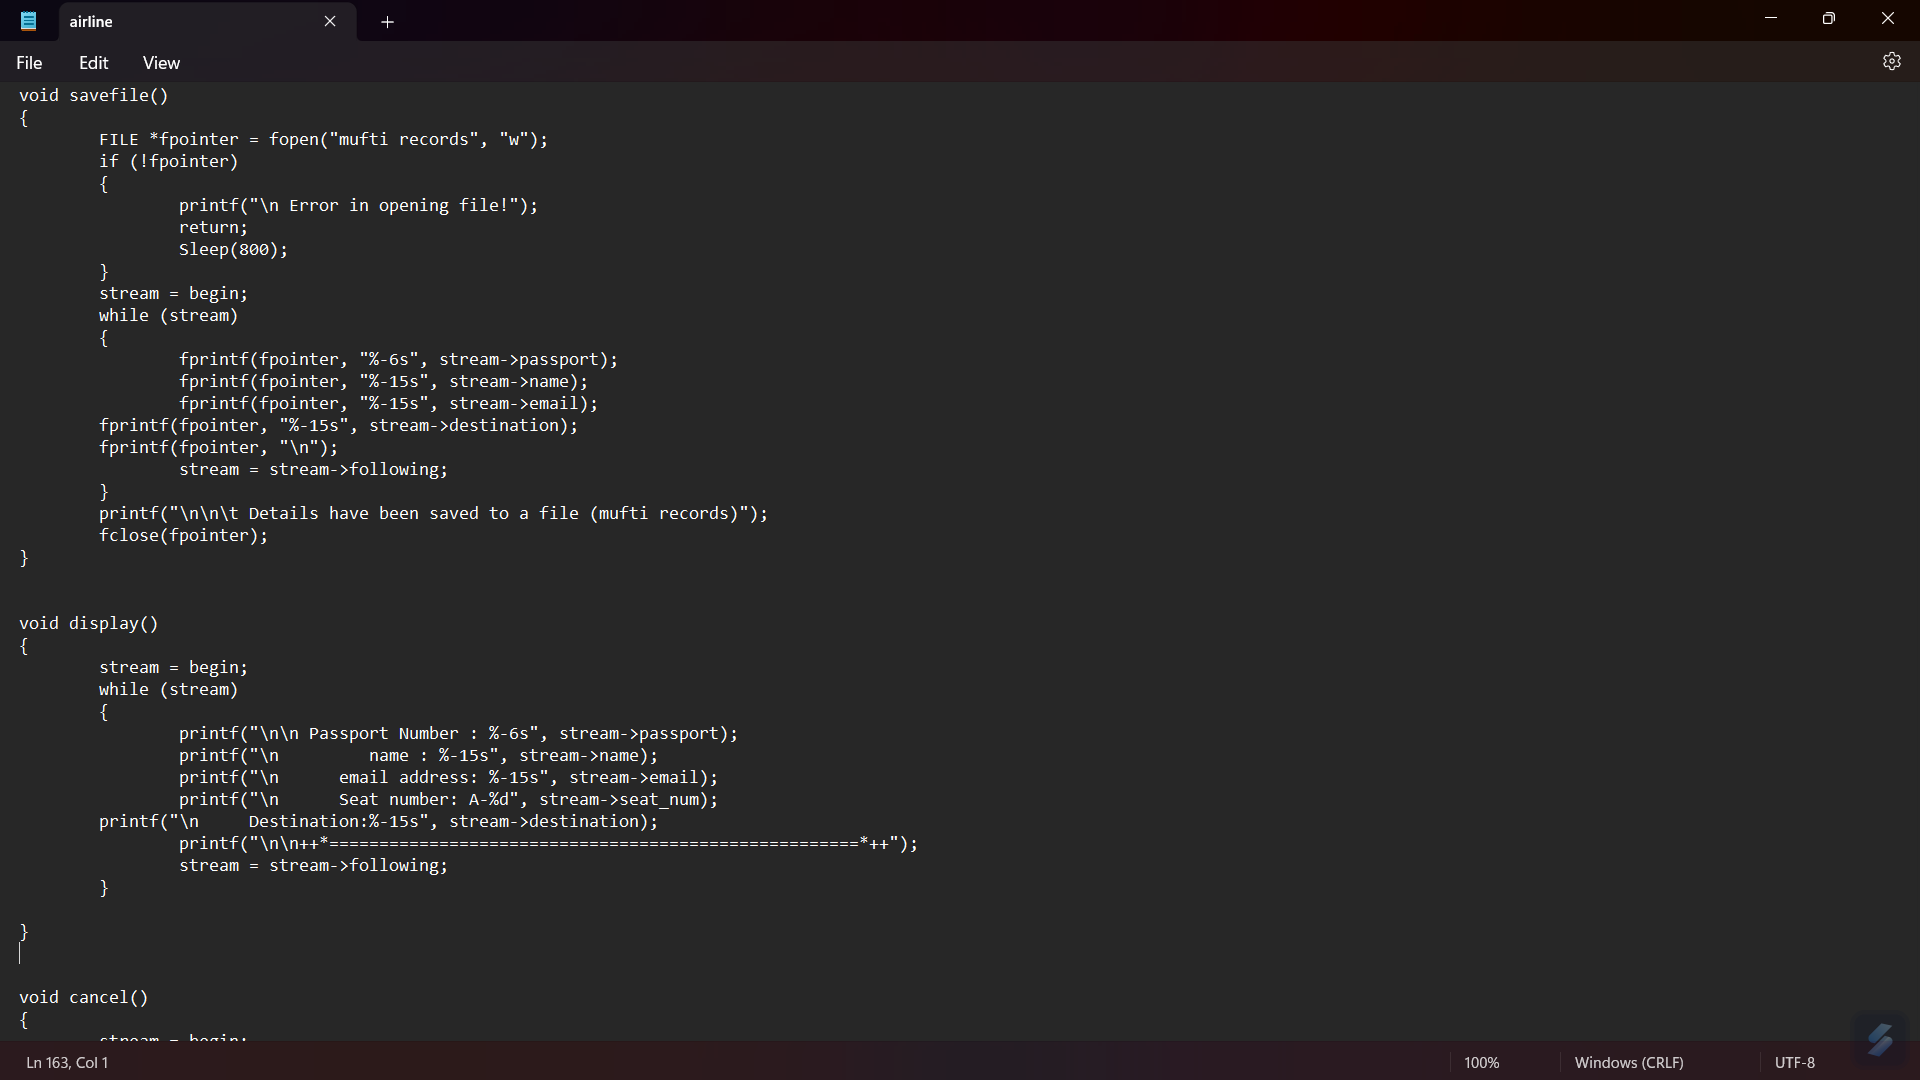 airline
File Edit View
void savefile()
{
FILE *fpointer = fopen("mufti records", "w");
if (!fpointer)
{
printf("\n Error in opening file!");
return;
Sleep(800);
}
stream = begin;
while (stream)
{
fprintf(fpointer, "%-6s", stream->passport);
fprintf(fpointer, "%-15s", stream->name);
fprintf(fpointer, "%-15s", stream->email);
fprintf(fpointer, "%-15s", stream->destination);
fprintf(fpointer, "\n");
stream = stream->following;
}
printf("\n\n\t Details have been saved to a file (mufti records)");
fclose(fpointer);
}
void display()
{
stream = begin;
while (stream)
{
printf("\n\n Passport Number : %-6s", stream->passport);
printf("\n         name : %-15s", stream->name);
printf("\n      email address: %-15s", stream->email);
printf("\n      Seat number: A-%d", stream->seat_num);
printf("\n     Destination:%-15s", stream->destination);
printf("\n\n++*=====================================================*++");
stream = stream->following;
}
}
void cancel()
{
stream = begin;
Ln 163, Col 1 100% Windows (CRLF) UTF-8